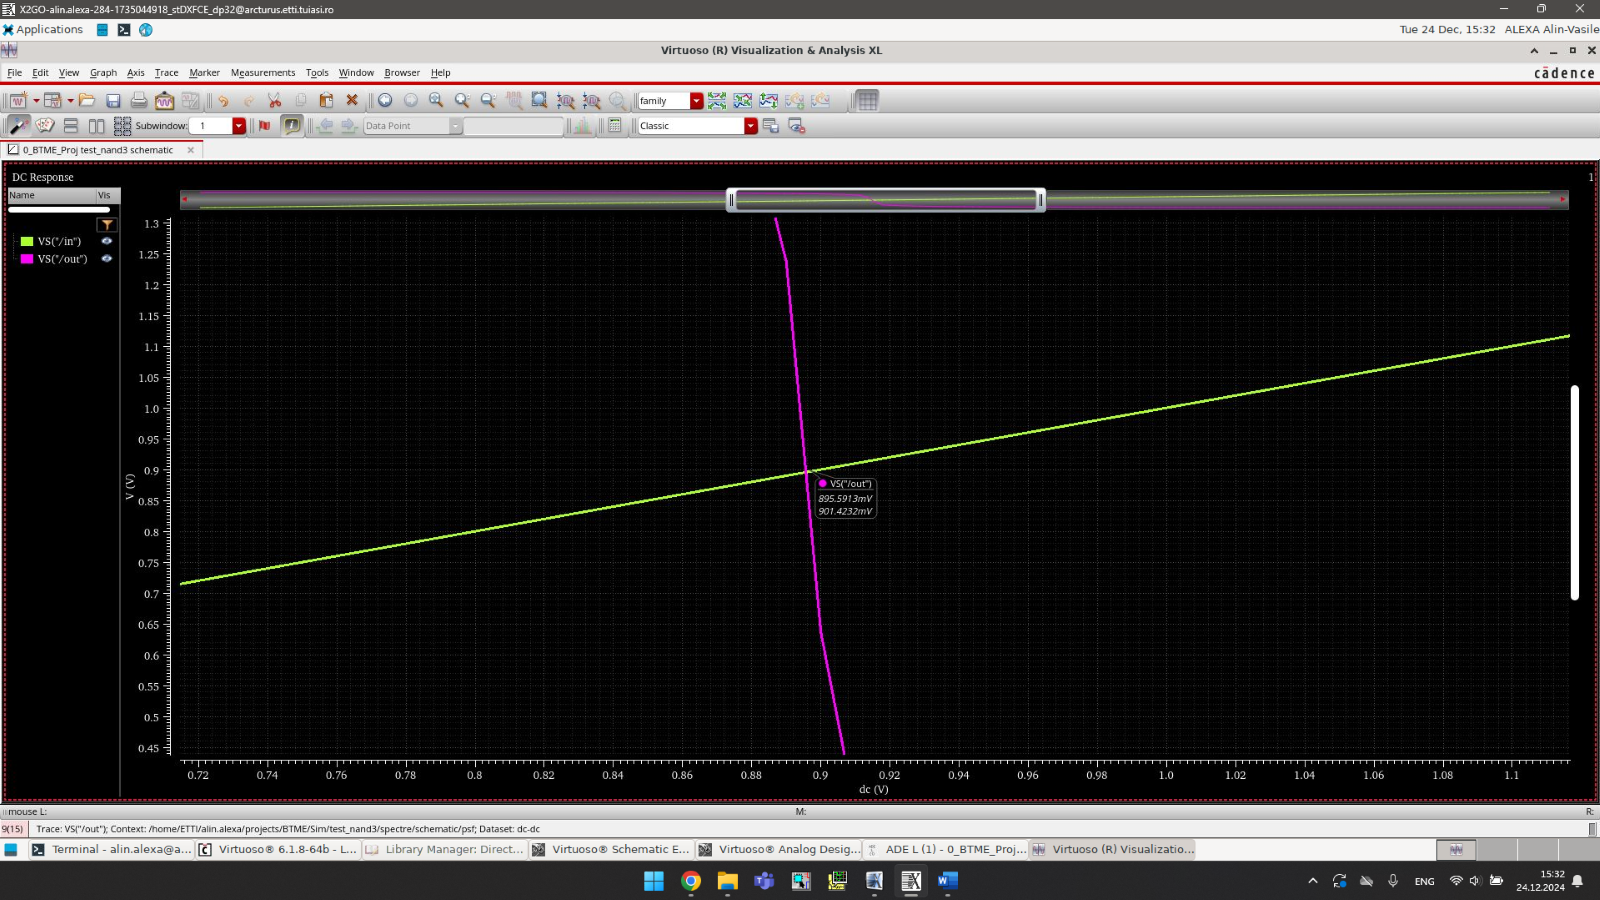 X2GO-alin.alexa-284-1735044918_stDXFCE_dp32@arcturus.etti.tuiasi.ro
Applications
Tue 24 Dec, 15:32 ALEXA Alin-Vasile
Virtuoso (R) Visualization & Analysis XL
File Edit View Graph Axis Trace Marker Measurements Tools Window Browser Help
cādence
family
Subwindow: 1
Data Point
Classic
0_BTME_Proj test_nand3 schematic
DC Response
1
Name Vis
VS("/in")
VS("/out")
1.3
1.25
1.2
1.15
1.1
1.05
1.0
0.95
0.9
0.85
0.8
0.75
0.7
0.65
0.6
0.55
0.5
0.45
V (V)
VS("/out")
895.5913mV
901.4232mV
0.72 0.74 0.76 0.78 0.8 0.82 0.84 0.86 0.88 0.9 0.92 0.94 0.96 0.98 1.0 1.02 1.04 1.06 1.08 1.1
dc (V)
mouse L: M: R:
9(15) Trace: VS("/out"); Context: /home/ETTI/alin.alexa/projects/BTME/Sim/test_nand3/spectre/schematic/psf; Dataset: dc-dc
Terminal - alin.alexa@a... Virtuoso® 6.1.8-64b - L... Library Manager: Direct... Virtuoso® Schematic E... Virtuoso® Analog Desig... ADE L (1) - 0_BTME_Proj... Virtuoso (R) Visualizatio...
ENG
15:32
24.12.2024